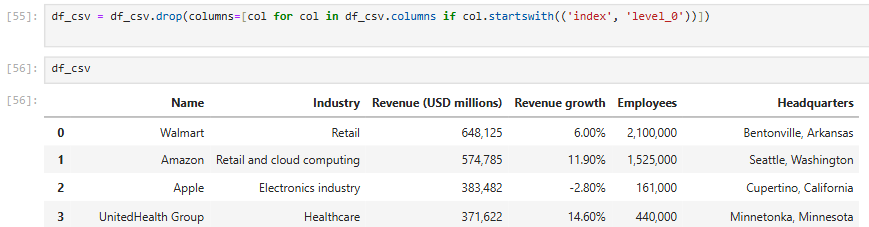 [55]: df_csv = df_csv.drop(columns=[col for col in df_csv.columns if col.startswith(('index', 'level_0'))])
[56]: df_csv
[56]: Name Industry Revenue (USD millions) Revenue growth Employees Headquarters
0 Walmart Retail 648,125 6.00% 2,100,000 Bentonville, Arkansas
1 Amazon Retail and cloud computing 574,785 11.90% 1,525,000 Seattle, Washington
2 Apple Electronics industry 383,482 -2.80% 161,000 Cupertino, California
3 UnitedHealth Group Healthcare 371,622 14.60% 440,000 Minnetonka, Minnesota